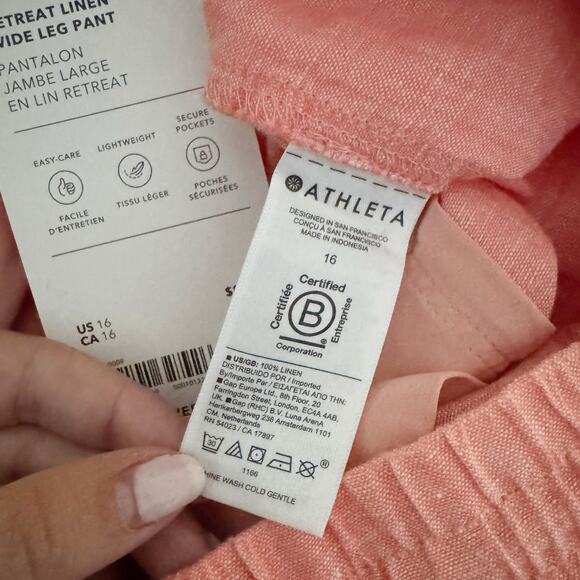 RETREAT LINEN
WIDE LEG PANT
PANTALON
JAMBE LARGE
EN LIN RETREAT
EASY-CARE
LIGHTWEIGHT
SECURE
POCKETS
FACILE
D'ENTRETIEN
TISSU LÉGER
POCHES
SÉCURISÉES
US 16
CA 16
ATHLETA
DESIGNED IN SAN FRANCISCO
CONÇU À SAN FRANCISCO
MADE IN INDONESIA
16
Certified
Certifiée
B
®
Entreprise
Corporation
US/GB: 100% LINEN
DISTRIBUIDO POR / Imported
By/Importe Par / ΕΙΣΑΓΕΤΑΙ ΑΠΟ ΤΗΝ:
Gap Europe Ltd., 8th Floor, 20
Farringdon Street, London, EC4A 4AB,
UK. Gap (RHC) B.V. Luna ArenA
Herikerbergweg 238 Amsterdam 1101
CM. Netherlands
RN 54023 / CA 17897
30
®
1166
HINE WASH COLD GENTLE